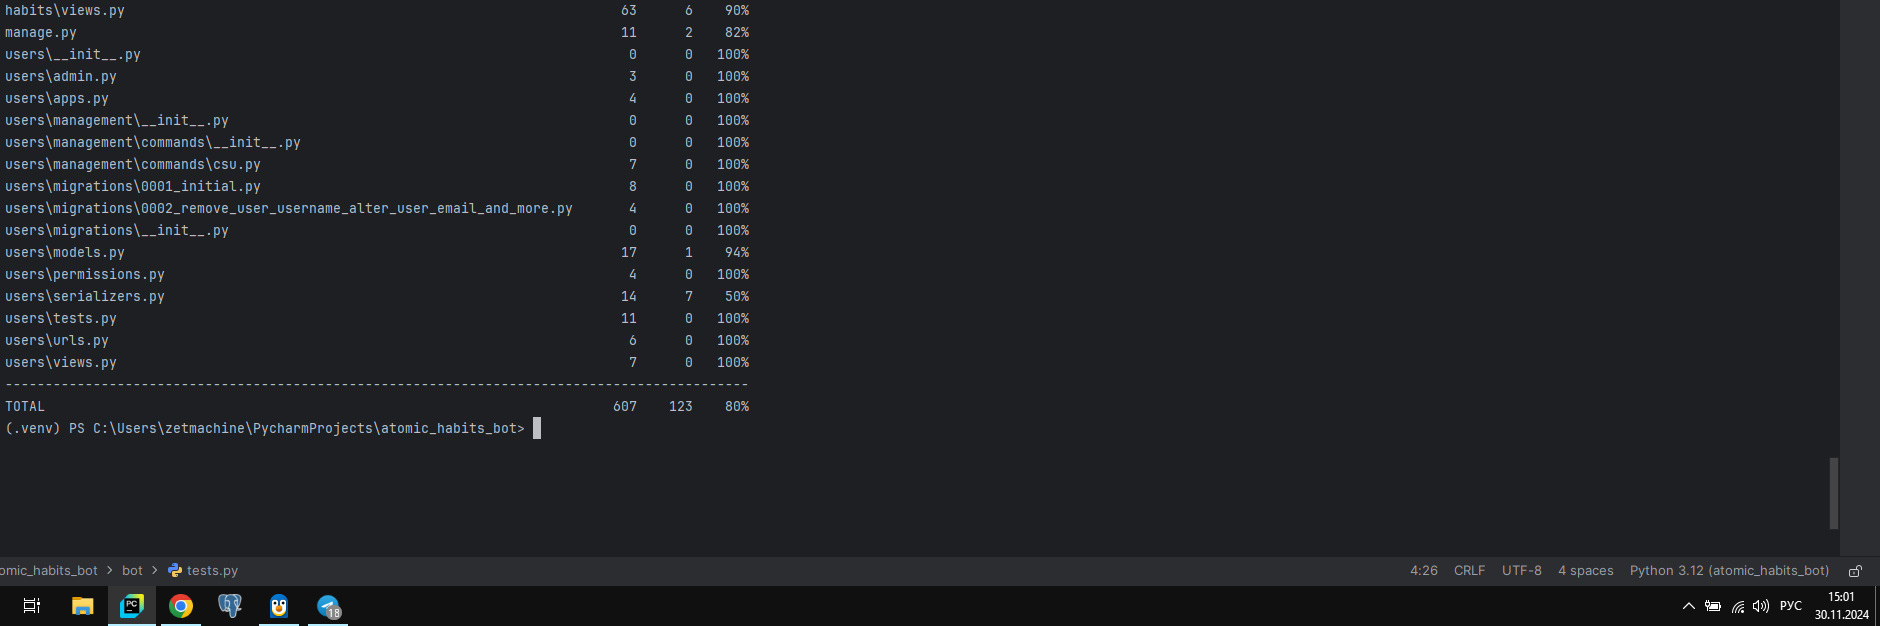 habits\views.py 63 6 90%
manage.py 11 2 82%
users\__init__.py 0 0 100%
users\admin.py 3 0 100%
users\apps.py 4 0 100%
users\management\__init__.py 0 0 100%
users\management\commands\__init__.py 0 0 100%
users\management\commands\csu.py 7 0 100%
users\migrations\0001_initial.py 8 0 100%
users\migrations\0002_remove_user_username_alter_user_email_and_more.py 4 0 100%
users\migrations\__init__.py 0 0 100%
users\models.py 17 1 94%
users\permissions.py 4 0 100%
users\serializers.py 14 7 50%
users\tests.py 11 0 100%
users\urls.py 6 0 100%
users\views.py 7 0 100%
---------------------------------------------------------------------------------------------
TOTAL 607 123 80%
(.venv) PS C:\Users\zetmachine\PycharmProjects\atomic_habits_bot>
omic_habits_bot > bot > tests.py 4:26 CRLF UTF-8 4 spaces Python 3.12 (atomic_habits_bot)
PC 18 РУС 15:01
30.11.2024